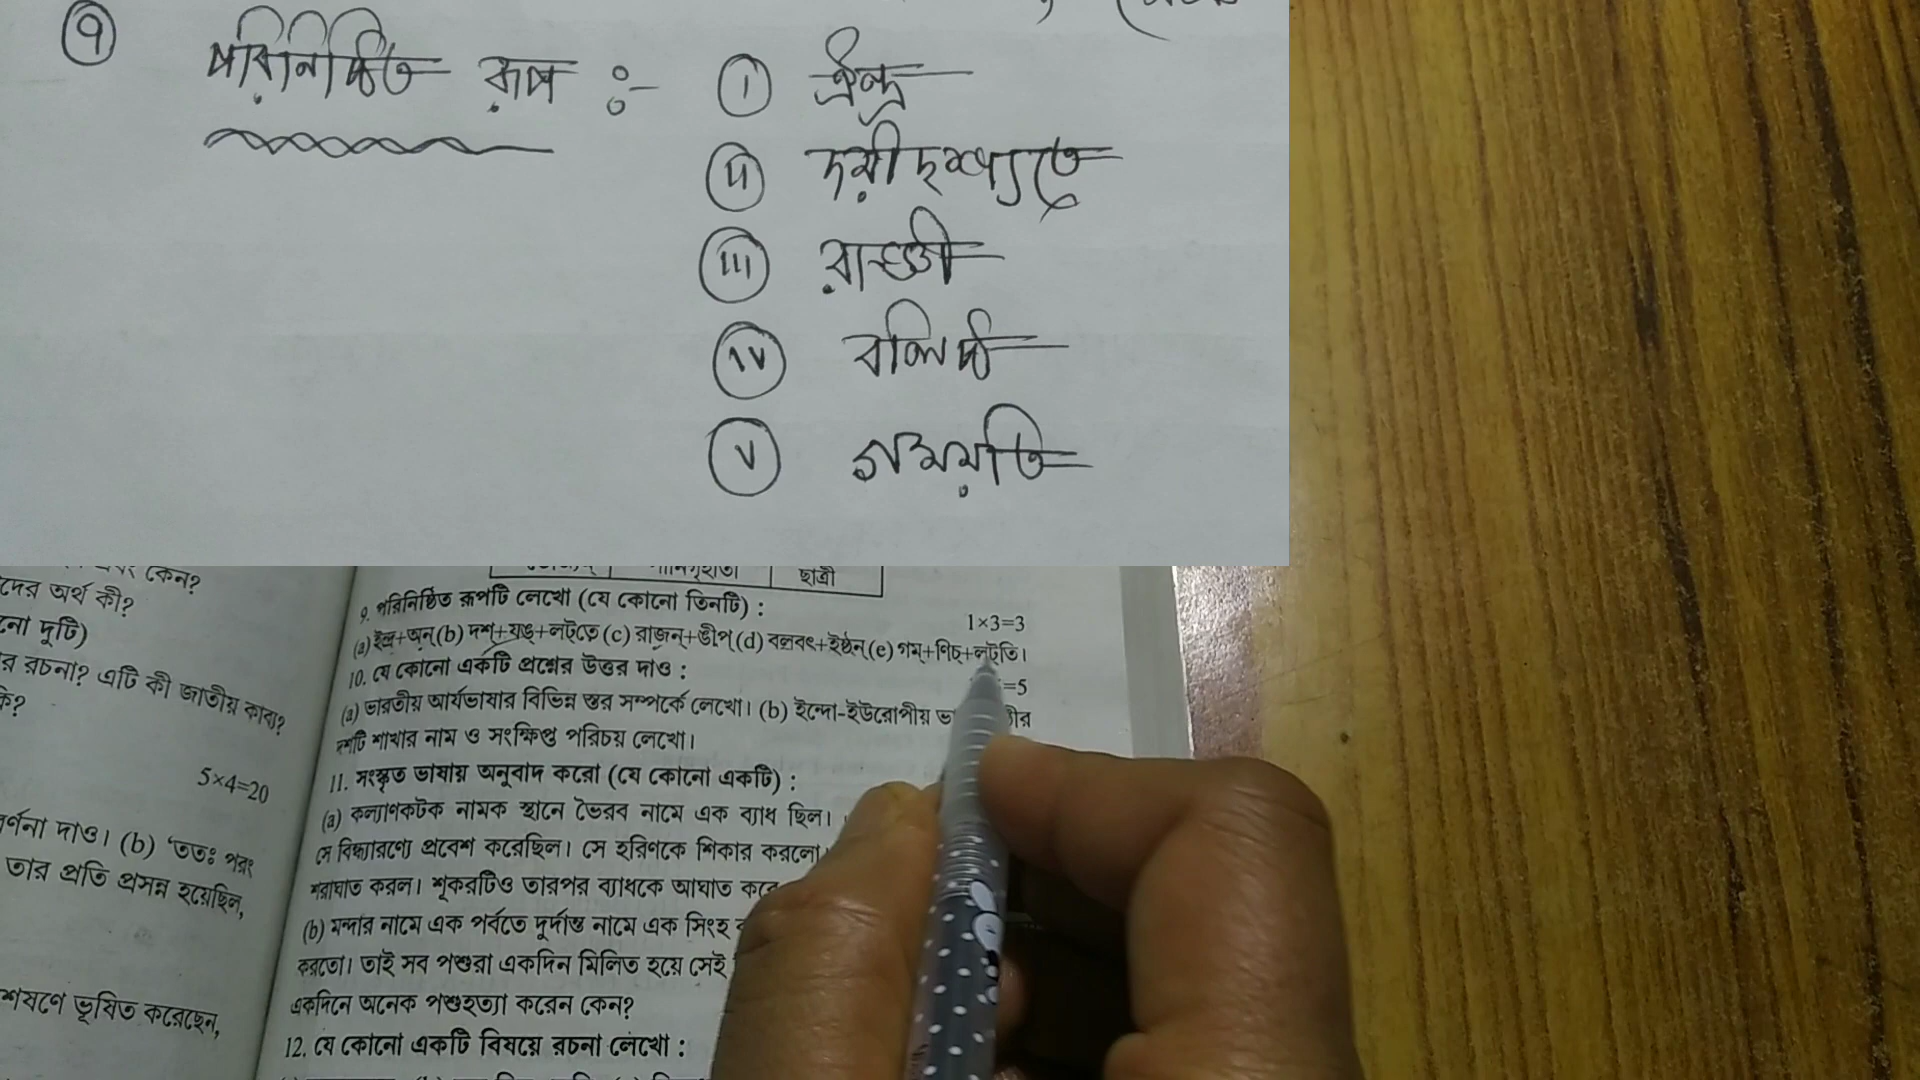 ৭ পরিনিষ্ঠিত রূপ :- i ঐন্দ্র
ii দরীদৃশ্যতে
iii রাজ্ঞী
iv বলিষ্ঠ
v গময়তি
কেন?
দের অর্থ কী?
নো দুটি)
র রচনা? এটি কী জাতীয় কাব্য?
কি?
5×4=20
বর্ণনা দাও। (b) 'ততঃ পরং
তার প্রতি প্রসন্ন হয়েছিল,
শেষণে ভূষিত করেছেন,
ছাত্রী
9. পরিনিষ্ঠিত রূপটি লেখো (যে কোনো তিনটি) : 1×3=3
(a) ইন্দ্র+অন্ (b) দৃশ্+যঙ+লট্‌তে (c) রাজন্+ঙীপ্ (d) বলবৎ+ইষ্ঠন্ (e) গম্+ণিচ্+লট্‌তি।
10. যে কোনো একটি প্রশ্নের উত্তর দাও : =5
(a) ভারতীয় আর্যভাষার বিভিন্ন স্তর সম্পর্কে লেখো। (b) ইন্দো-ইউরোপীয়
দশটি শাখার নাম ও সংক্ষিপ্ত পরিচয় লেখো।
11. সংস্কৃত ভাষায় অনুবাদ করো (যে কোনো একটি) :
(a) কল্যাণকটক নামক স্থানে ভৈরব নামে এক ব্যাধ ছিল।
সে বিন্ধ্যারণ্যে প্রবেশ করেছিল। সে হরিণকে শিকার করলো।
শরাঘাত করল। শূকরটিও তারপর ব্যাধকে আঘাত করে
(b) মন্দার নামে এক পর্বতে দুর্দান্ত নামে এক সিংহ
করতো। তাই সব পশুরা একদিন মিলিত হয়ে সেই
একদিনে অনেক পশুহত্যা করেন কেন?
12. যে কোনো একটি বিষয়ে রচনা লেখো :